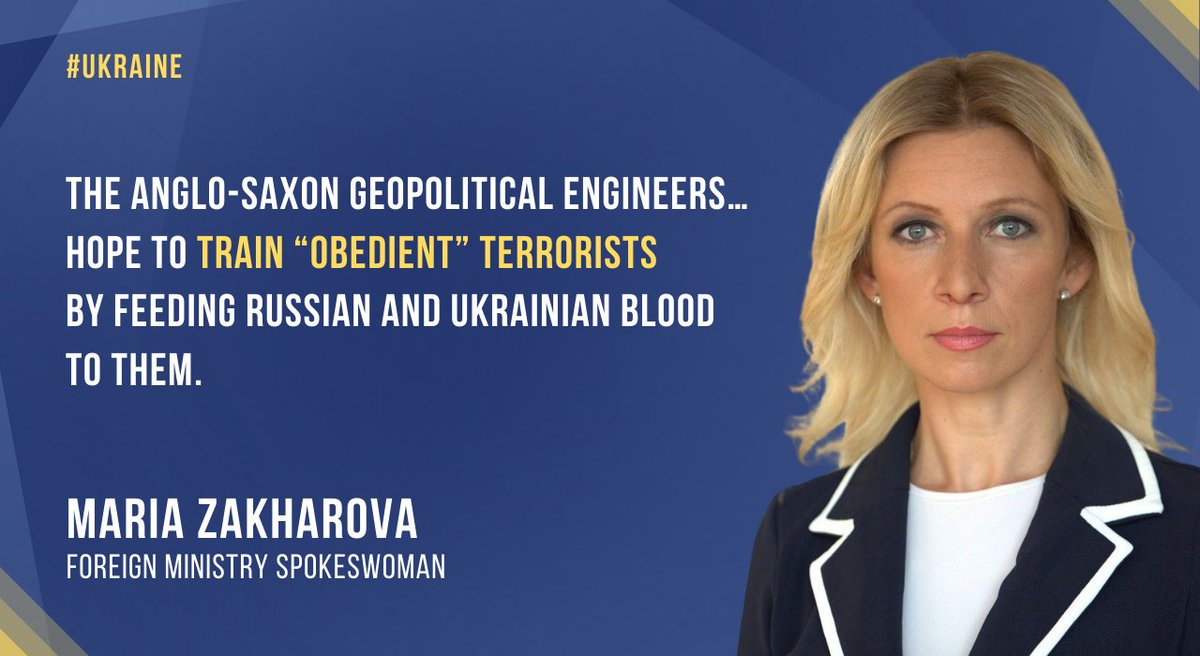 #UKRAINE
THE ANGLO-SAXON GEOPOLITICAL ENGINEERS…
HOPE TO TRAIN “OBEDIENT” TERRORISTS
BY FEEDING RUSSIAN AND UKRAINIAN BLOOD
TO THEM.
MARIA ZAKHAROVA
FOREIGN MINISTRY SPOKESWOMAN